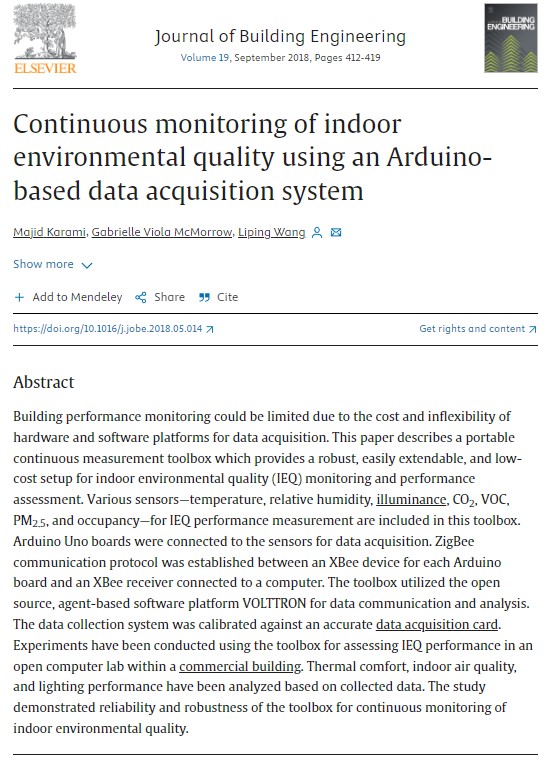 Journal of Building Engineering
Volume 19, September 2018, Pages 412-419
ELSEVIER
BUILDING
ENGINEERING
Continuous monitoring of indoor
environmental quality using an Arduino-
based data acquisition system
Majid Karami, Gabrielle Viola McMorrow, Liping Wang
Show more
Add to Mendeley Share Cite
https://doi.org/10.1016/j.jobe.2018.05.014 Get rights and content
Abstract
Building performance monitoring could be limited due to the cost and inflexibility of
hardware and software platforms for data acquisition. This paper describes a portable
continuous measurement toolbox which provides a robust, easily extendable, and low-
cost setup for indoor environmental quality (IEQ) monitoring and performance
assessment. Various sensors—temperature, relative humidity, illuminance, CO₂, VOC,
PM₂.₅, and occupancy—for IEQ performance measurement are included in this toolbox.
Arduino Uno boards were connected to the sensors for data acquisition. ZigBee
communication protocol was established between an XBee device for each Arduino
board and an XBee receiver connected to a computer. The toolbox utilized the open
source, agent-based software platform VOLTTRON for data communication and analysis.
The data collection system was calibrated against an accurate data acquisition card.
Experiments have been conducted using the toolbox for assessing IEQ performance in an
open computer lab within a commercial building. Thermal comfort, indoor air quality,
and lighting performance have been analyzed based on collected data. The study
demonstrated reliability and robustness of the toolbox for continuous monitoring of
indoor environmental quality.